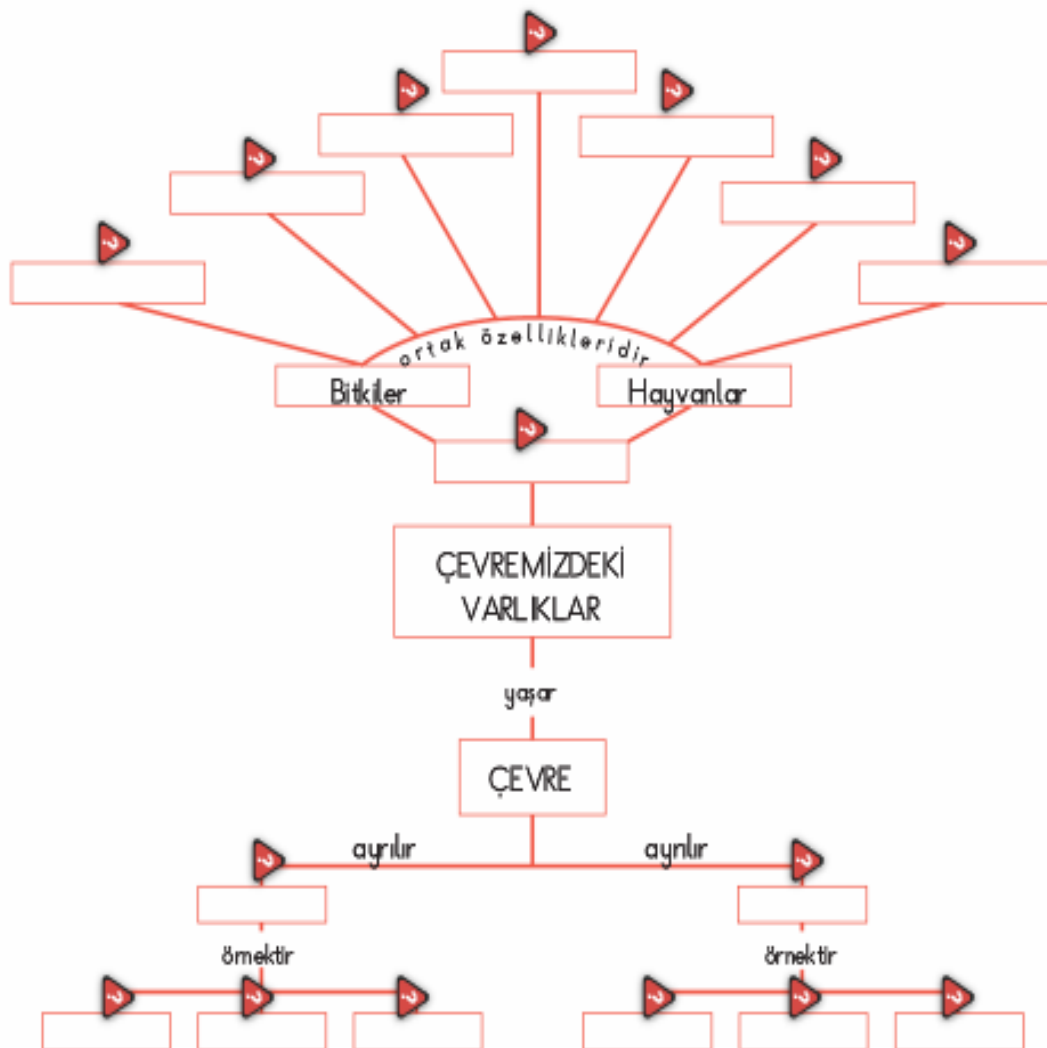 ortak özellikleridir
Bitkiler
Hayvanlar
ÇEVREMİZDEKİ
VARLIKLAR
yaşar
ÇEVRE
ayrılır
ayrılır
örnektir
örnektir